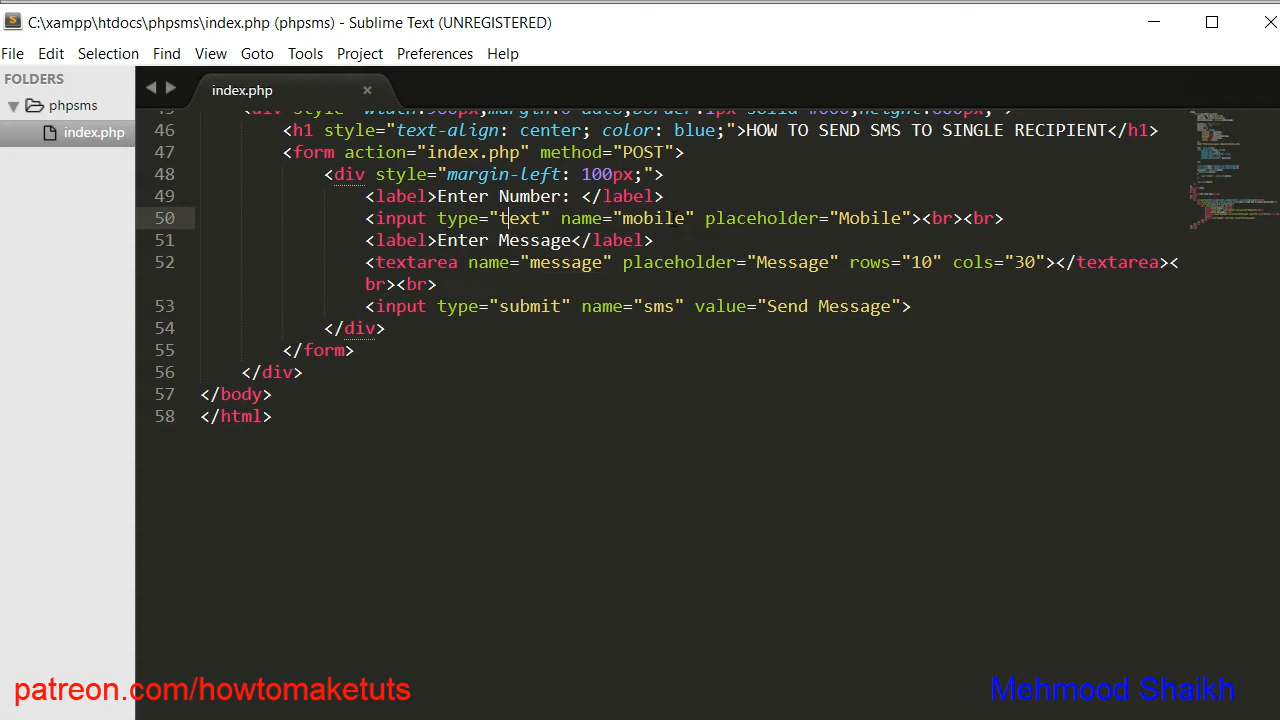 C:\xampp\htdocs\phpsms\index.php (phpsms) - Sublime Text (UNREGISTERED)
File Edit Selection Find View Goto Tools Project Preferences Help
FOLDERS
phpsms
index.php
index.php
46 <h1 style="text-align: center; color: blue;">HOW TO SEND SMS TO SINGLE RECIPIENT</h1>
47 <form action="index.php" method="POST">
48 <div style="margin-left: 100px;">
49 <label>Enter Number: </label>
50 <input type="text" name="mobile" placeholder="Mobile"><br><br>
51 <label>Enter Message</label>
52 <textarea name="message" placeholder="Message" rows="10" cols="30"></textarea><
br><br>
53 <input type="submit" name="sms" value="Send Message">
54 </div>
55 </form>
56 </div>
57 </body>
58 </html>
patreon.com/howtomaketuts
Mehmood Shaikh